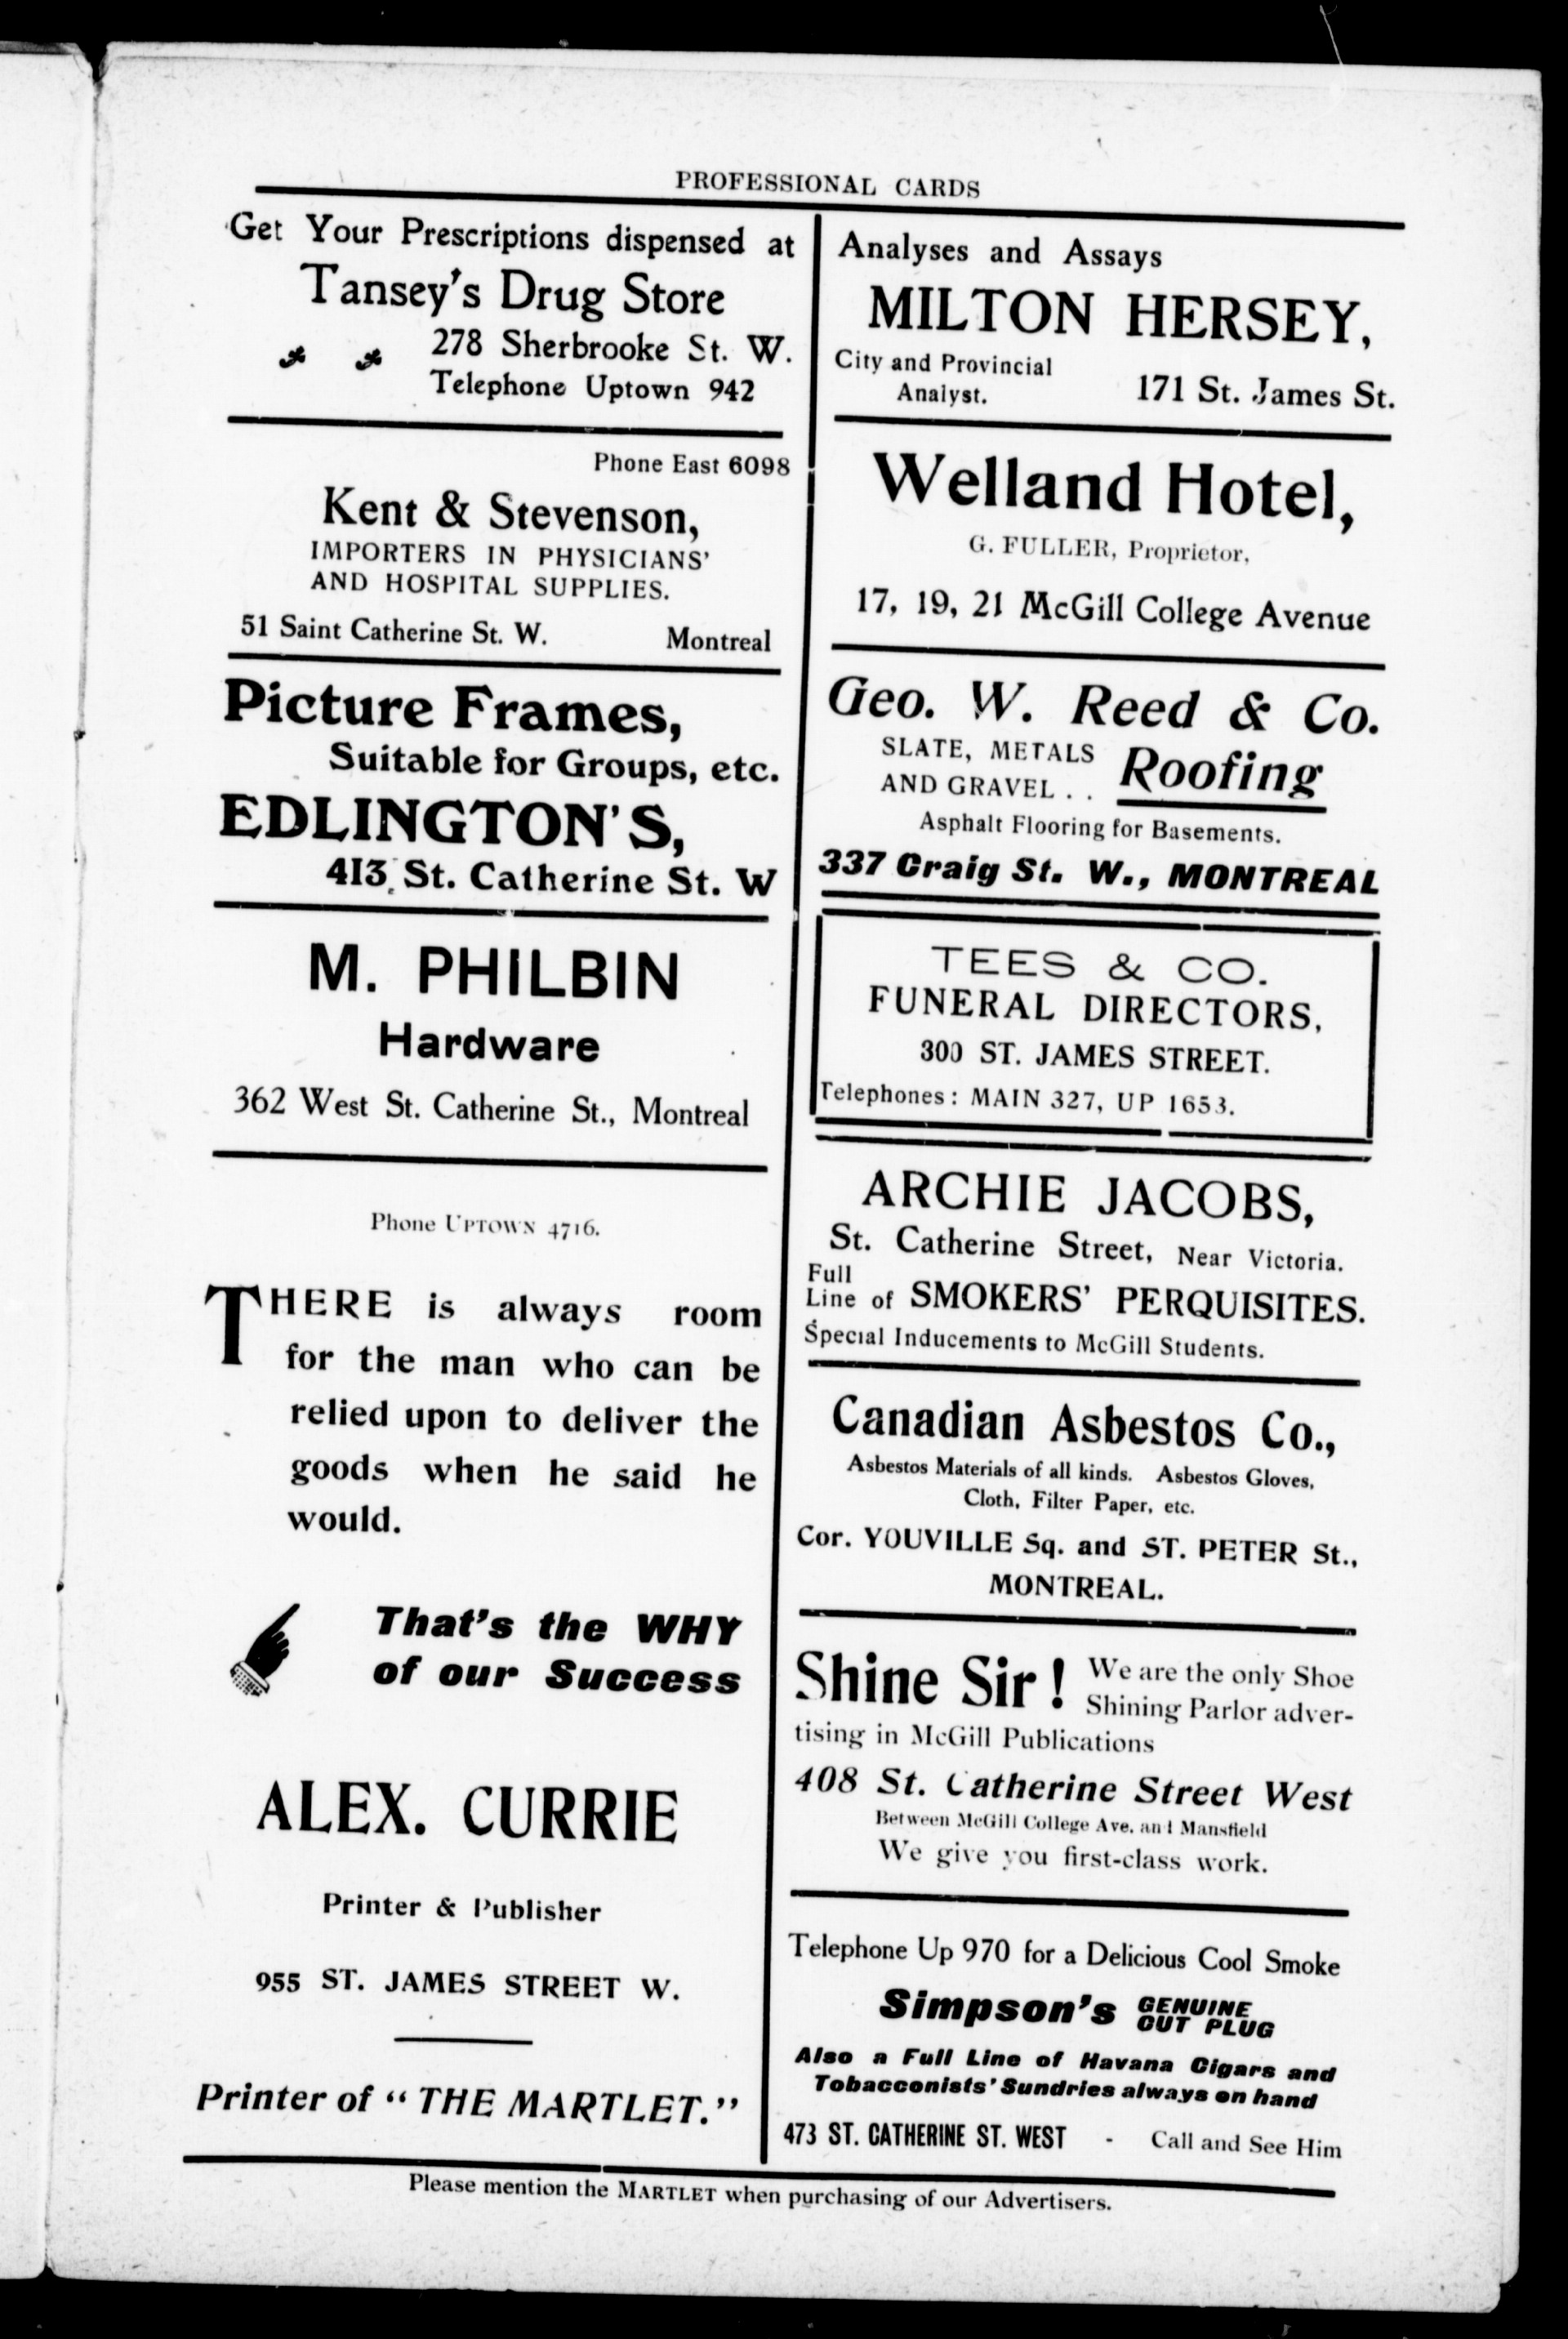 PROFESSIONAL CARDS
Get Your Prescriptions dispensed at
Tansey's Drug Store
278 Sherbrooke St. W.
Telephone Uptown 942
Phone East 6098
Kent & Stevenson,
IMPORTERS IN PHYSICIANS'
AND HOSPITAL SUPPLIES.
51 Saint Catherine St. W. Montreal
Picture Frames,
Suitable for Groups, etc.
EDLINGTON'S,
413 St. Catherine St. W
M. PHILBIN
Hardware
362 West St. Catherine St., Montreal
Phone UPTOWN 4716.
THERE is always room
for the man who can be
relied upon to deliver the
goods when he said he
would.
That's the WHY
of our Success
ALEX. CURRIE
Printer & Publisher
955 ST. JAMES STREET W.
Printer of "THE MARTLET."
Analyses and Assays
MILTON HERSEY,
City and Provincial
Analyst. 171 St. James St.
Welland Hotel,
G. FULLER, Proprietor,
17, 19, 21 McGill College Avenue
Geo. W. Reed & Co.
SLATE, METALS
AND GRAVEL . . Roofing
Asphalt Flooring for Basements.
337 Craig St. W., MONTREAL
TEES & CO.
FUNERAL DIRECTORS,
300 ST. JAMES STREET.
Telephones: MAIN 327, UP 1653.
ARCHIE JACOBS,
St. Catherine Street, Near Victoria.
Full
Line of SMOKERS' PERQUISITES.
Special Inducements to McGill Students.
Canadian Asbestos Co.,
Asbestos Materials of all kinds. Asbestos Gloves,
Cloth, Filter Paper, etc.
Cor. YOUVILLE Sq. and ST. PETER St.,
MONTREAL.
Shine Sir! We are the only Shoe
Shining Parlor adver-
tising in McGill Publications
408 St. Catherine Street West
Between McGill College Ave. and Mansfield
We give you first-class work.
Telephone Up 970 for a Delicious Cool Smoke
Simpson's GENUINE
CUT PLUG
Also a Full Line of Havana Cigars and
Tobacconists' Sundries always on hand
473 ST. CATHERINE ST. WEST - Call and See Him
Please mention the MARTLET when purchasing of our Advertisers.